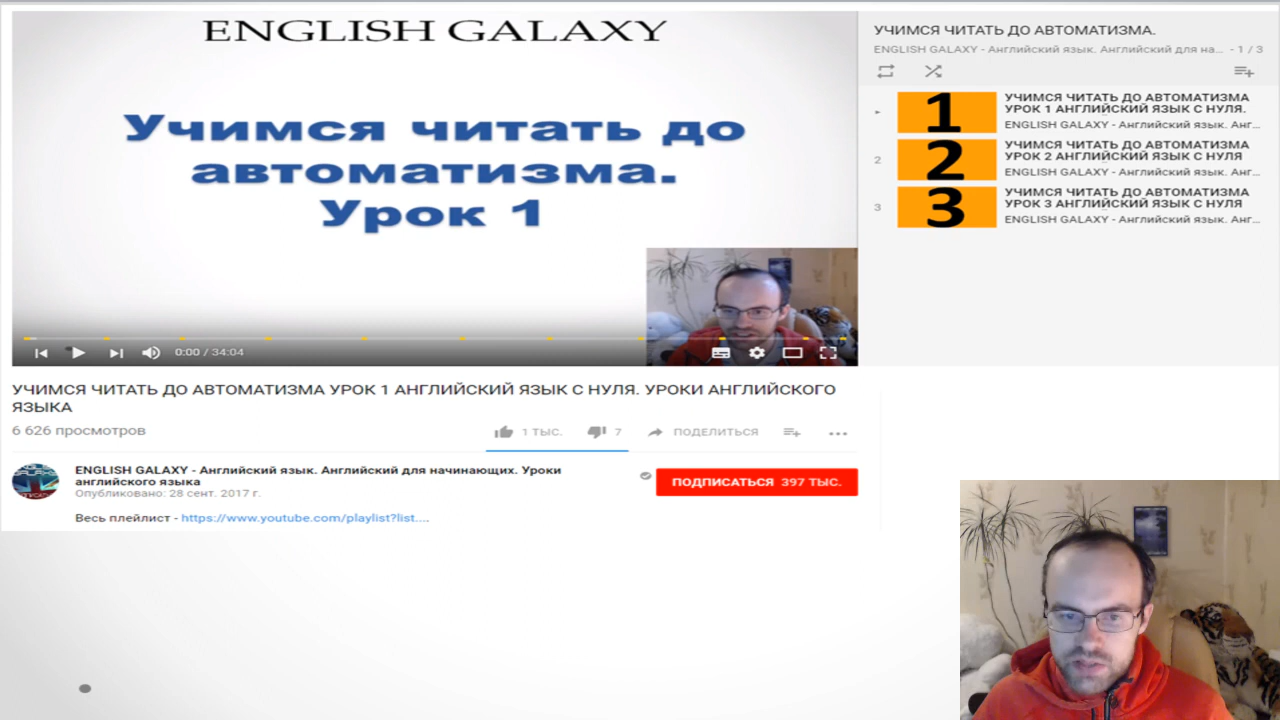 ENGLISH GALAXY
Учимся читать до
автоматизма.
Урок 1
0:00 / 34:04
УЧИМСЯ ЧИТАТЬ ДО АВТОМАТИЗМА УРОК 1 АНГЛИЙСКИЙ ЯЗЫК С НУЛЯ. УРОКИ АНГЛИЙСКОГО
ЯЗЫКА
6 626 просмотров
1 ТЫС.
7
ПОДЕЛИТЬСЯ
ENGLISH GALAXY - Английский язык. Английский для начинающих. Уроки
английского языка
Опубликовано: 28 сент. 2017 г.
ПОДПИСАТЬСЯ 397 ТЫС.
Весь плейлист - https://www.youtube.com/playlist?list....
УЧИМСЯ ЧИТАТЬ ДО АВТОМАТИЗМА.
ENGLISH GALAXY - Английский язык. Английский для на... - 1 / 3
1
УЧИМСЯ ЧИТАТЬ ДО АВТОМАТИЗМА
УРОК 1 АНГЛИЙСКИЙ ЯЗЫК С НУЛЯ.
ENGLISH GALAXY - Английский язык. Анг...
2
2
УЧИМСЯ ЧИТАТЬ ДО АВТОМАТИЗМА
УРОК 2 АНГЛИЙСКИЙ ЯЗЫК С НУЛЯ
ENGLISH GALAXY - Английский язык. Анг...
3
3
УЧИМСЯ ЧИТАТЬ ДО АВТОМАТИЗМА
УРОК 3 АНГЛИЙСКИЙ ЯЗЫК С НУЛЯ
ENGLISH GALAXY - Английский язык. Анг...